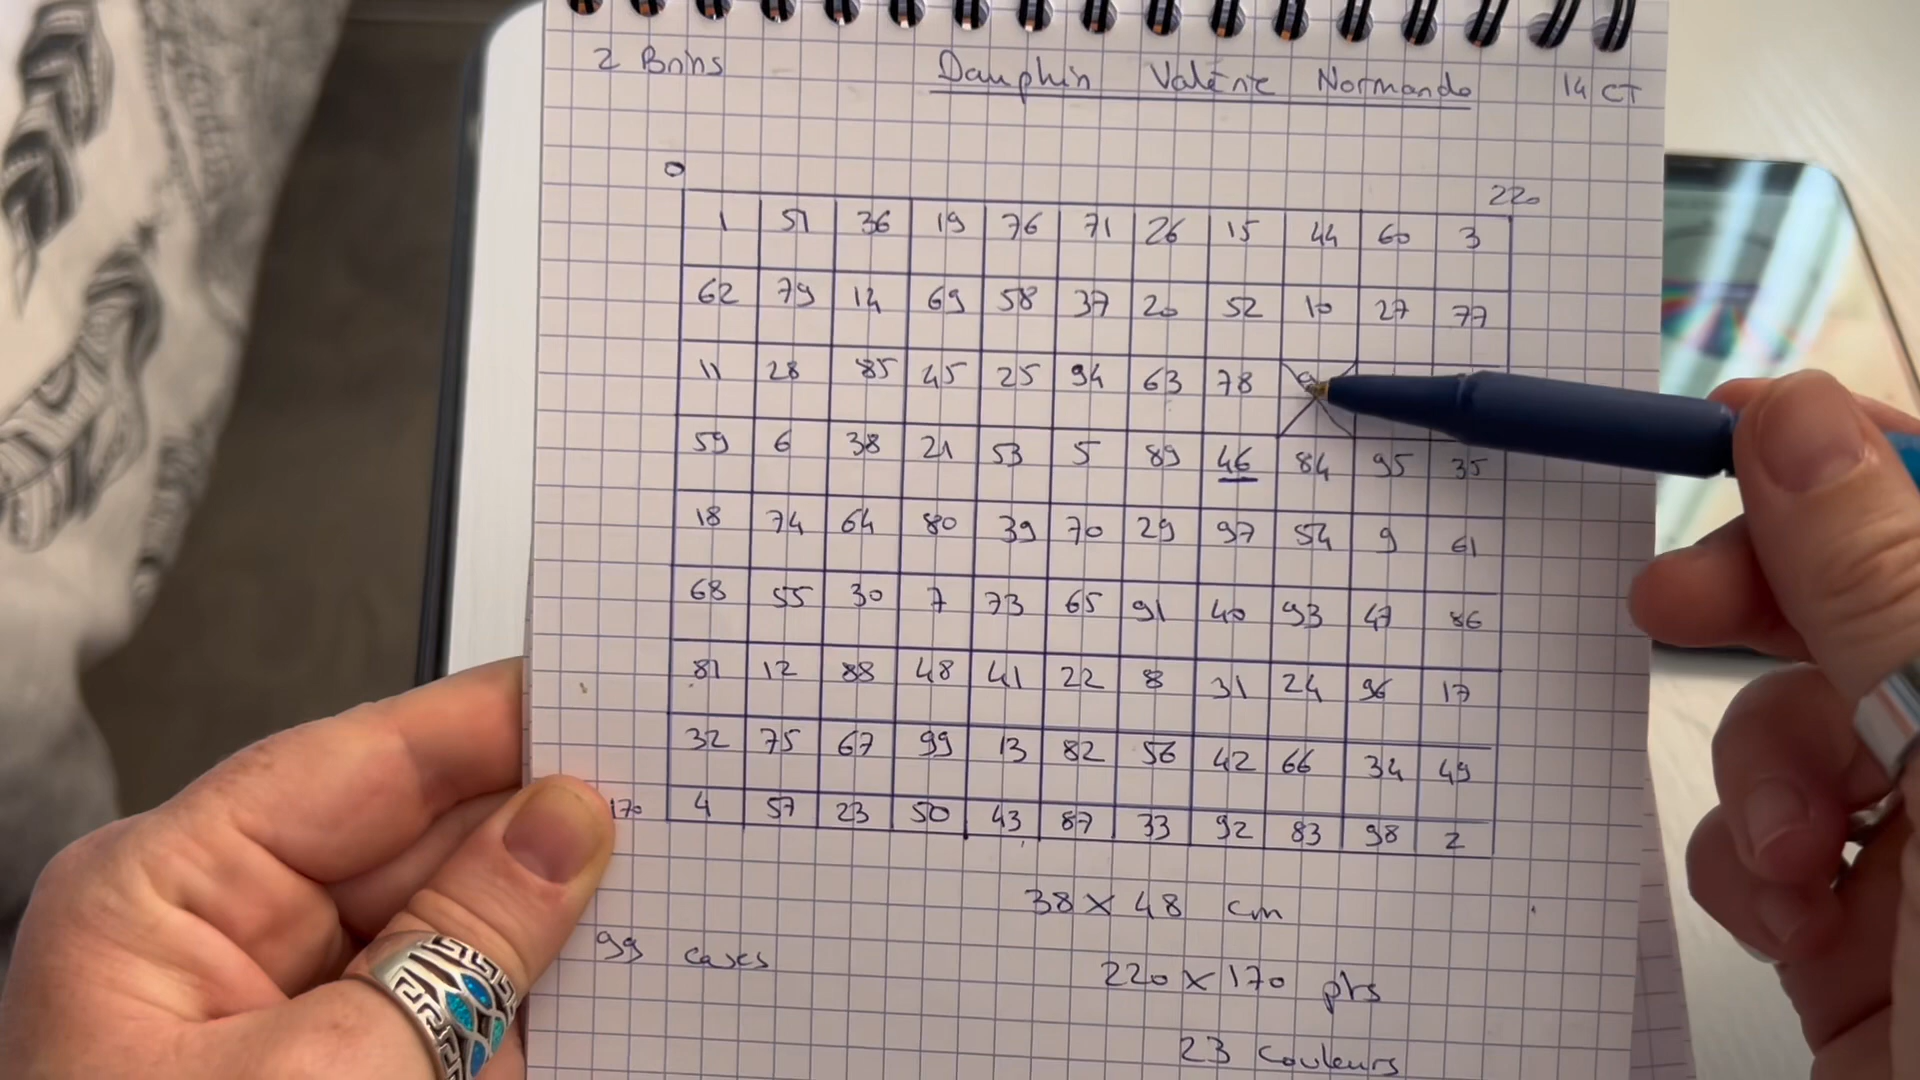 2 Brins Dauphin Valérie Normando 14 CT
0
220
1 51 36 19 76 71 26 15 44 60 3
62 79 14 69 58 37 20 52 10 27 77
11 28 85 45 25 94 63 78
59 6 38 21 53 5 89 46 84 95 35
18 74 64 80 39 70 29 97 54 9 61
68 55 30 7 73 65 91 40 93 47 86
81 12 88 48 41 22 8 31 24 96 17
32 75 67 99 13 82 56 42 66 34 49
170 4 57 23 50 43 87 33 92 83 98 2
38 X 48 cm
99 cases
220 X 170 pts
23 Couleurs